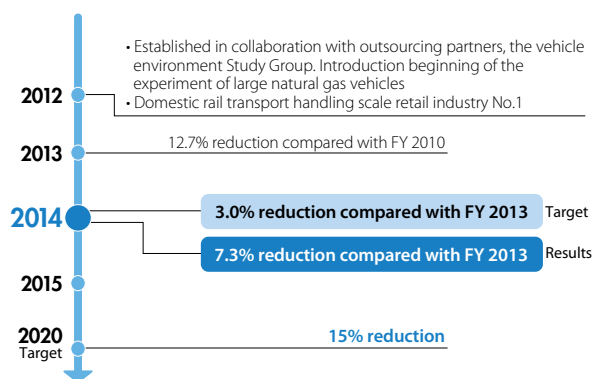 • Established in collaboration with outsourcing partners, the vehicle
environment Study Group. Introduction beginning of the
experiment of large natural gas vehicles
2012
• Domestic rail transport handling scale retail industry No.1
2013
12.7% reduction compared with FY 2010
2014
3.0% reduction compared with FY 2013 Target
7.3% reduction compared with FY 2013 Results
2015
2020
Target
15% reduction